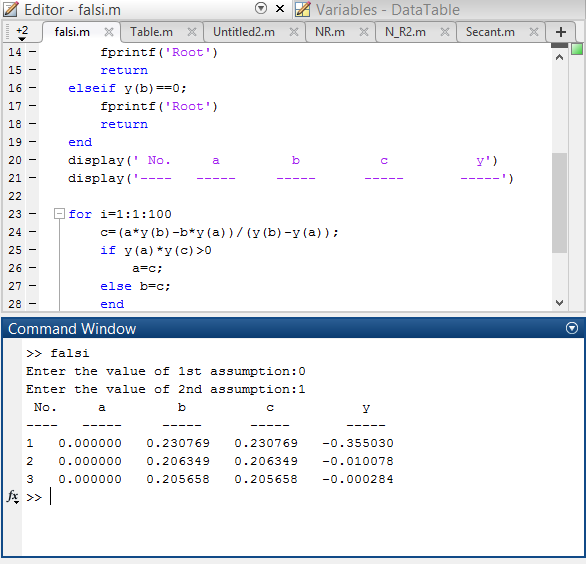 Editor - falsi.m
Variables - DataTable
+2 falsi.m Table.m Untitled2.m NR.m N_R2.m Secant.m
14 fprintf('Root')
15 return
16 elseif y(b)==0;
17 fprintf('Root')
18 return
19 end
20 display(' No. a b c y')
21 display('---- ----- ----- ----- -----')
22
23 for i=1:1:100
24 c=(a*y(b)-b*y(a))/(y(b)-y(a));
25 if y(a)*y(c)>0
26 a=c;
27 else b=c;
28 end
Command Window
>> falsi
Enter the value of 1st assumption:0
Enter the value of 2nd assumption:1
No. a b c y
---- ----- ----- ----- -----
1 0.000000 0.230769 0.230769 -0.355030
2 0.000000 0.206349 0.206349 -0.010078
3 0.000000 0.205658 0.205658 -0.000284
fx >>